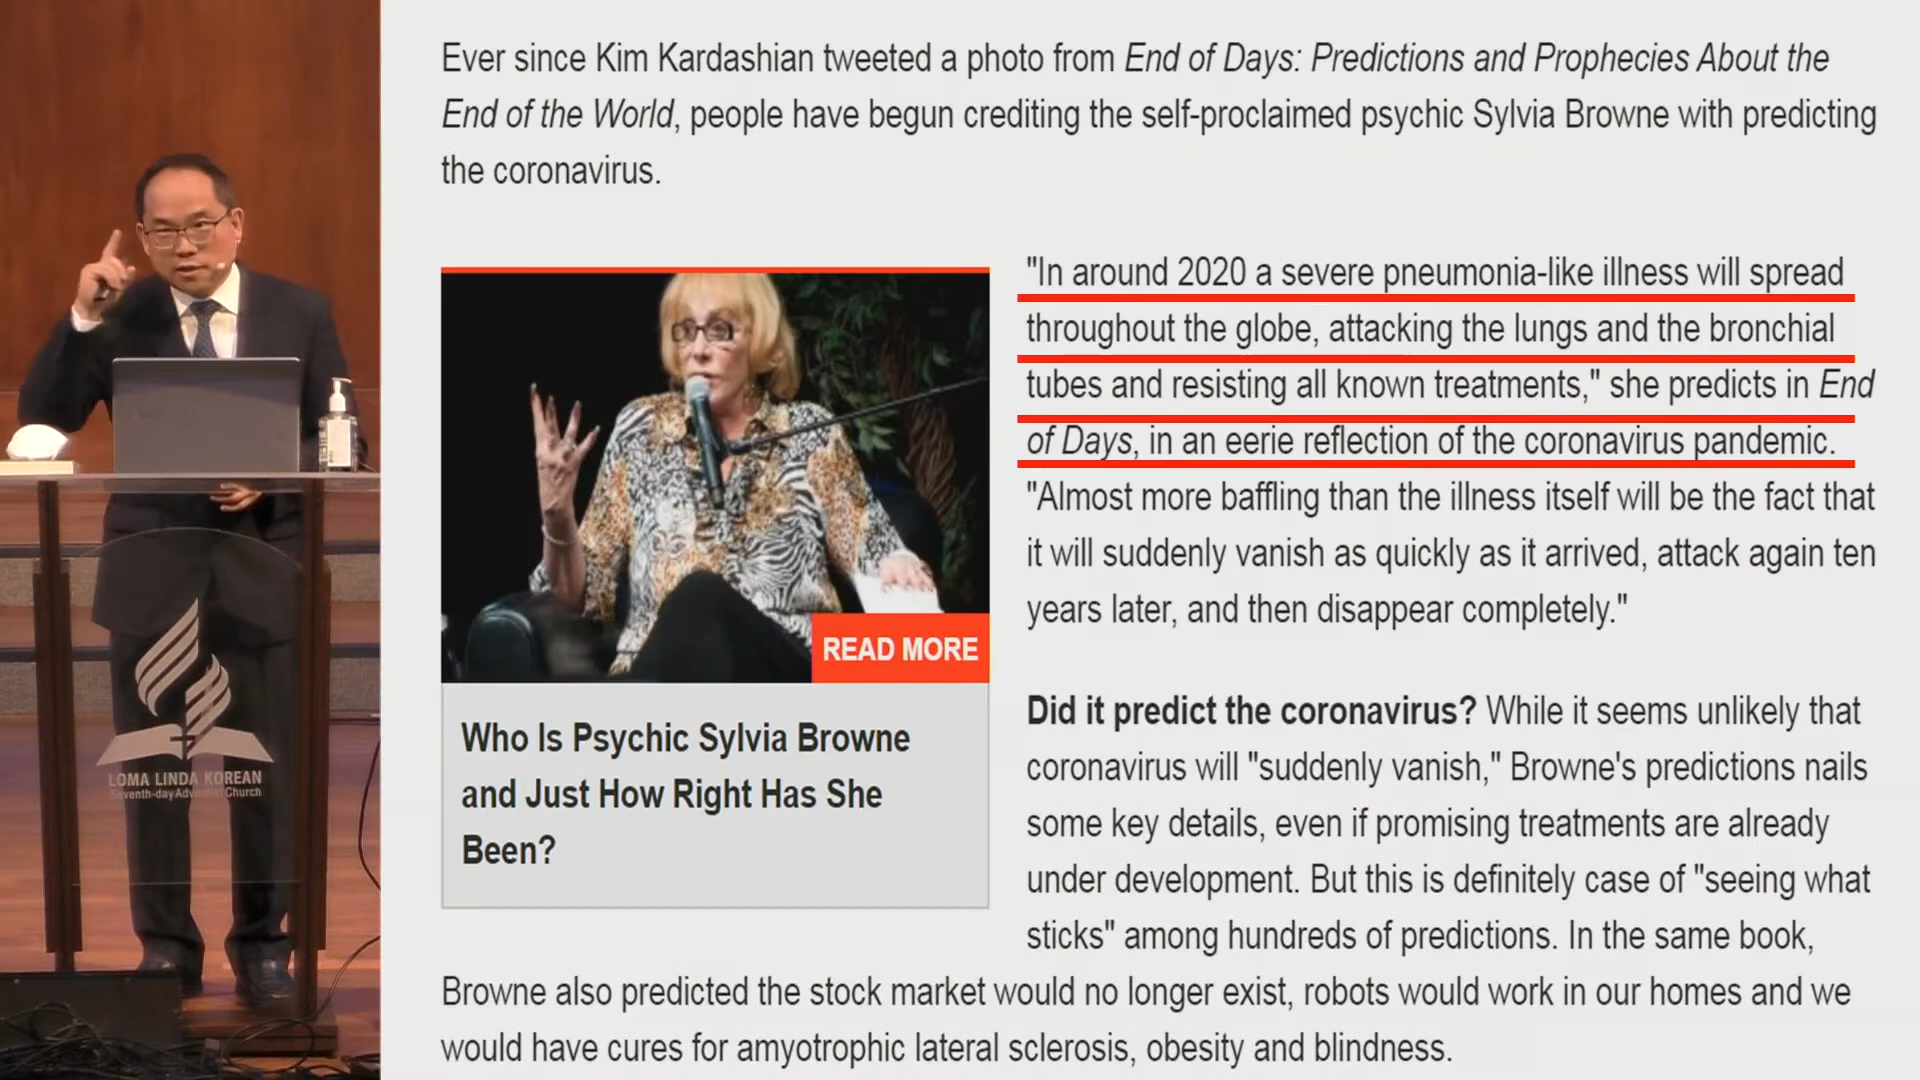 Ever since Kim Kardashian tweeted a photo from End of Days: Predictions and Prophecies About the
End of the World, people have begun crediting the self-proclaimed psychic Sylvia Browne with predicting
the coronavirus.
"In around 2020 a severe pneumonia-like illness will spread
throughout the globe, attacking the lungs and the bronchial
tubes and resisting all known treatments," she predicts in End
of Days, in an eerie reflection of the coronavirus pandemic.
"Almost more baffling than the illness itself will be the fact that
it will suddenly vanish as quickly as it arrived, attack again ten
years later, and then disappear completely."
READ MORE
Who Is Psychic Sylvia Browne
and Just How Right Has She
Been?
Did it predict the coronavirus? While it seems unlikely that
coronavirus will "suddenly vanish," Browne's predictions nails
some key details, even if promising treatments are already
under development. But this is definitely case of "seeing what
sticks" among hundreds of predictions. In the same book,
Browne also predicted the stock market would no longer exist, robots would work in our homes and we
would have cures for amyotrophic lateral sclerosis, obesity and blindness.
LOMA LINDA KOREAN
Seventh-day Adventist Church